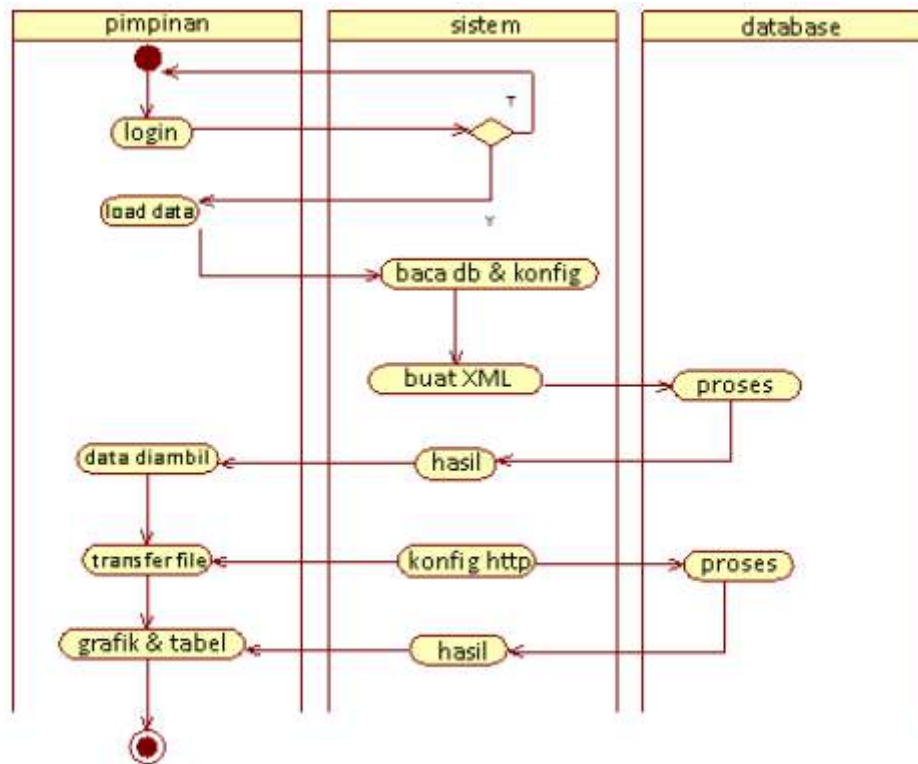 pimpinan
sistem
database
T
login
load data
Y
baca db & konfig
buat XML
proses
data diambil
hasil
transfer file
konfig http
proses
grafik & tabel
hasil